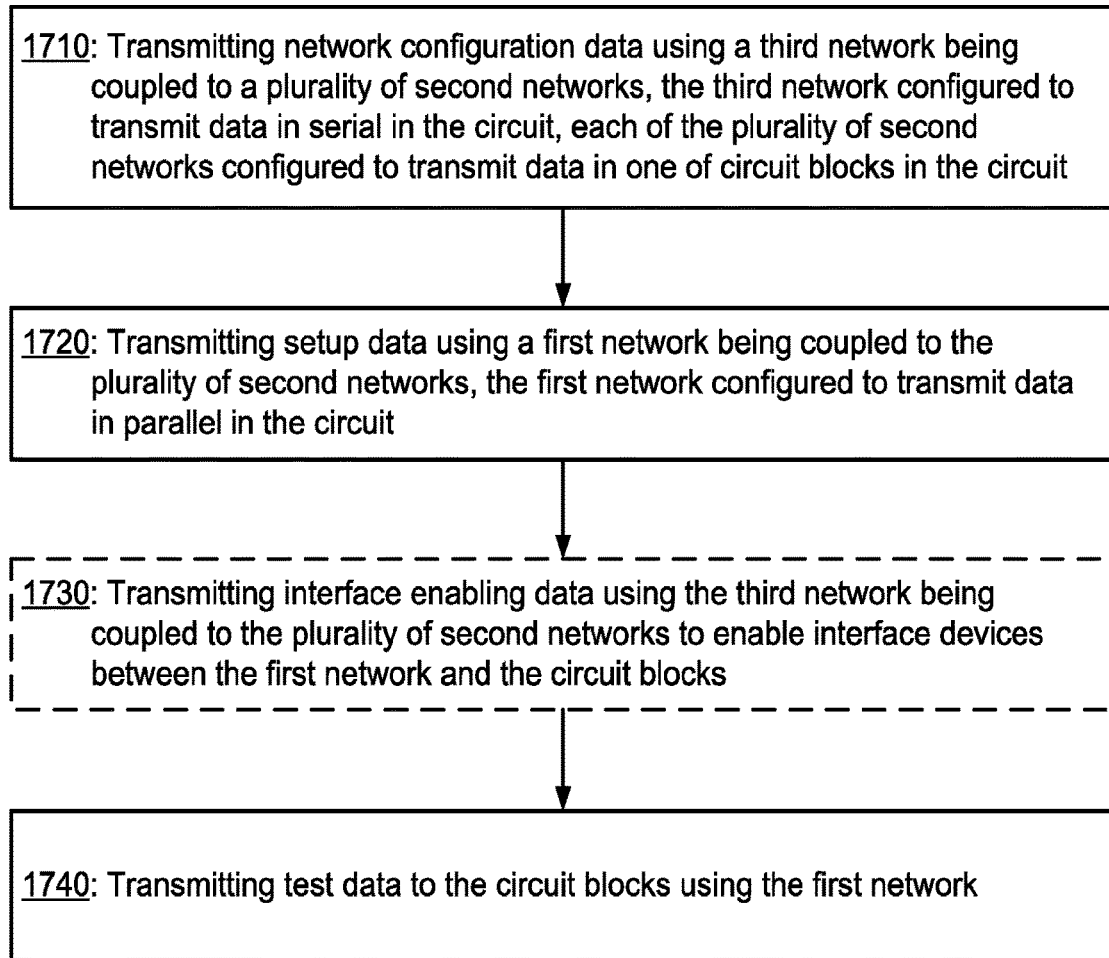 1710: Transmitting network configuration data using a third network being
coupled to a plurality of second networks, the third network configured to
transmit data in serial in the circuit, each of the plurality of second
networks configured to transmit data in one of circuit blocks in the circuit
1720: Transmitting setup data using a first network being coupled to the
plurality of second networks, the first network configured to transmit data
in parallel in the circuit
1730: Transmitting interface enabling data using the third network being
coupled to the plurality of second networks to enable interface devices
between the first network and the circuit blocks
1740: Transmitting test data to the circuit blocks using the first network